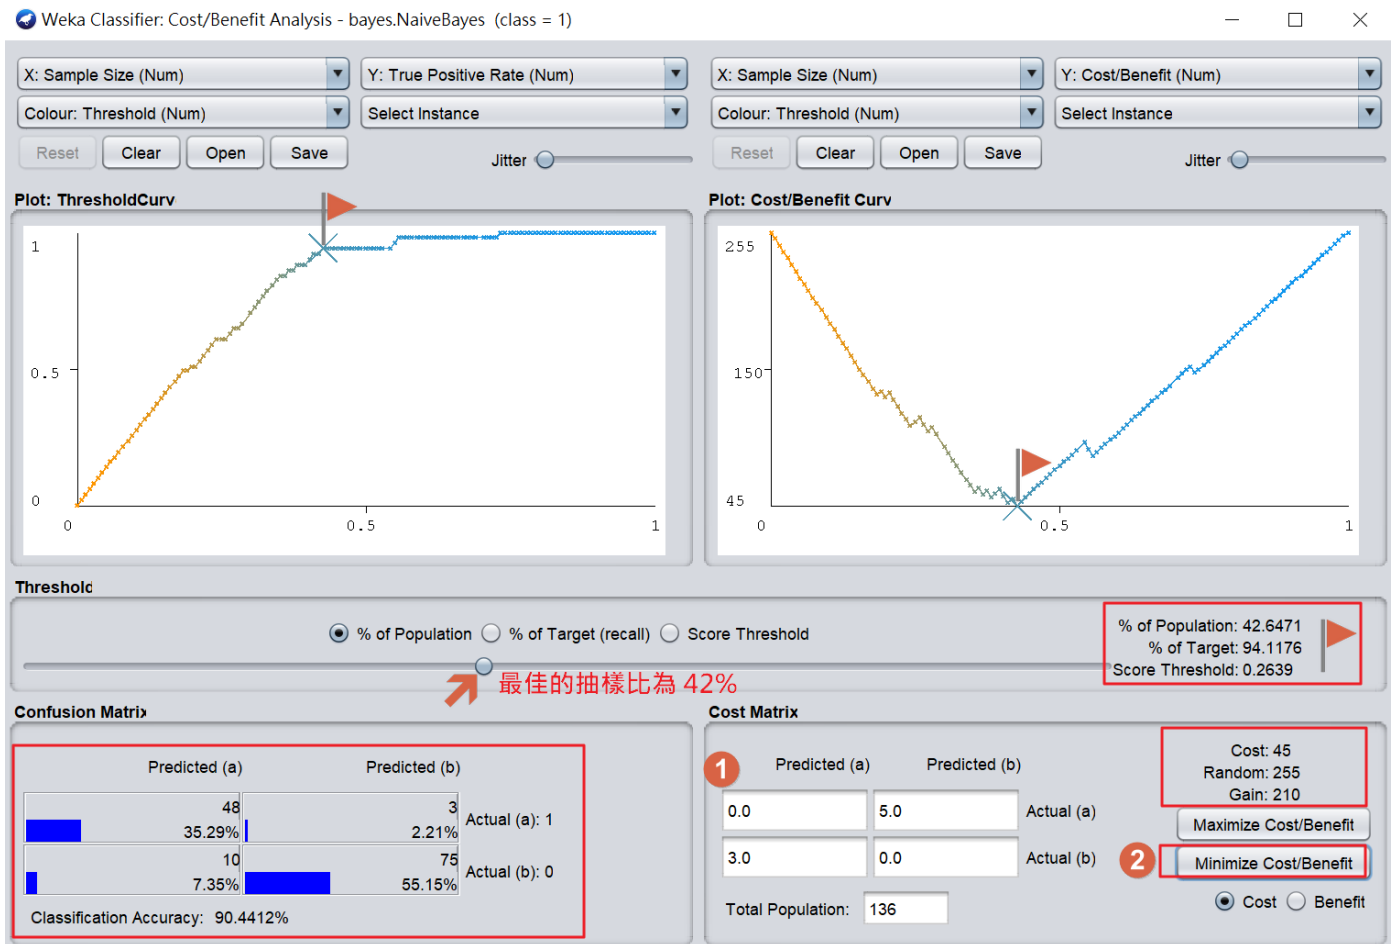 Weka Classifier: Cost/Benefit Analysis - bayes.NaiveBayes (class = 1)
X: Sample Size (Num)
Y: True Positive Rate (Num)
X: Sample Size (Num)
Y: Cost/Benefit (Num)
Colour: Threshold (Num)
Select Instance
Colour: Threshold (Num)
Select Instance
Reset
Clear
Open
Save
Jitter
Reset
Clear
Open
Save
Jitter
Plot: ThresholdCurv
Plot: Cost/Benefit Curv
1
0.5
0
0
0.5
1
255
150
45
0
0.5
1
Threshold
% of Population
% of Target (recall)
Score Threshold
% of Population: 42.6471
% of Target: 94.1176
Score Threshold: 0.2639
最佳的抽樣比為 42%
Confusion Matrix
Predicted (a)
Predicted (b)
48
35.29%
3
2.21%
Actual (a): 1
10
7.35%
75
55.15%
Actual (b): 0
Classification Accuracy: 90.4412%
Cost Matrix
1
Predicted (a)
Predicted (b)
0.0
5.0
Actual (a)
3.0
0.0
Actual (b)
Total Population:
136
Cost: 45
Random: 255
Gain: 210
Maximize Cost/Benefit
2
Minimize Cost/Benefit
Cost
Benefit